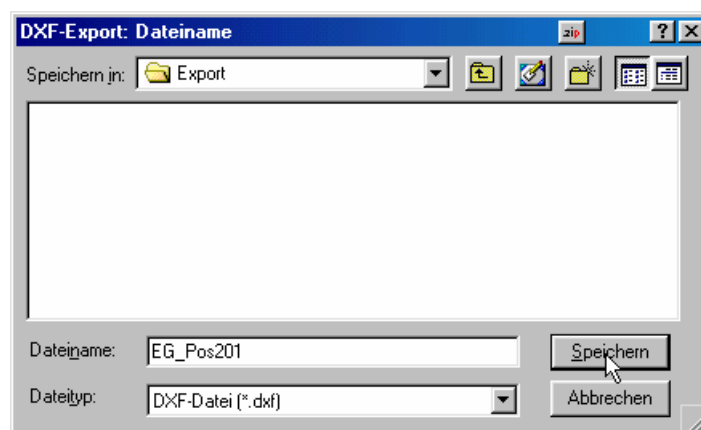 DXF-Export: Dateiname
zip
?
Speichern in: Export
Dateiname: EG_Pos201
Speichern
Dateityp: DXF-Datei (*.dxf)
Abbrechen